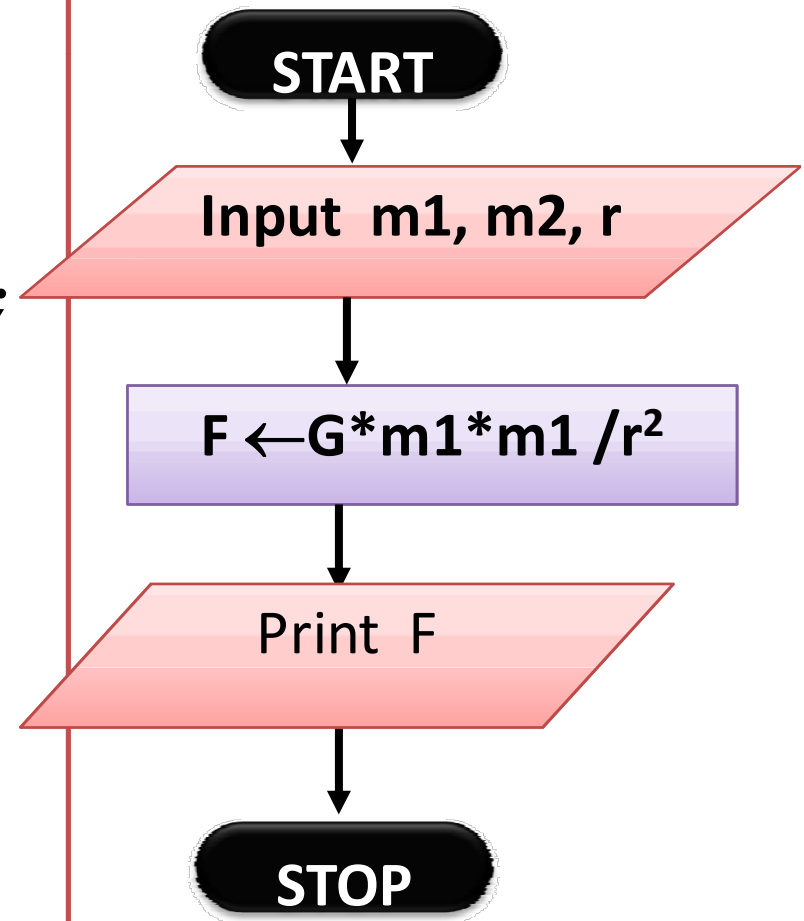 START
Input m1, m2, r
;
F ←G*m1*m1 /r²
Print F
STOP